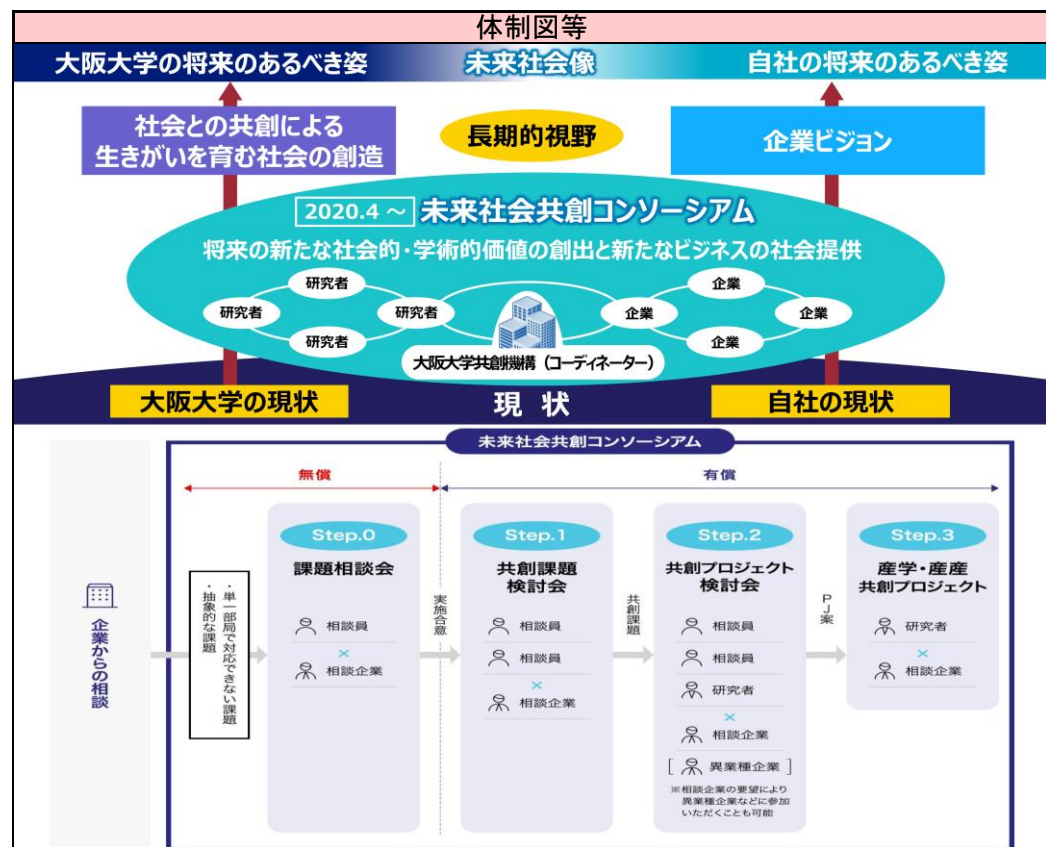 体制図等
大阪大学の将来のあるべき姿
未来社会像
自社の将来のあるべき姿
社会との共創による
生きがいを育む社会の創造
長期的視野
企業ビジョン
2020.4 ～ 未来社会共創コンソーシアム
将来の新たな社会的・学術的価値の創出と新たなビジネスの社会提供
研究者
研究者
研究者
研究者
企業
企業
企業
企業
大阪大学共創機構（コーディネーター）
大阪大学の現状
現 状
自社の現状
未来社会共創コンソーシアム
無償
有償
企業からの相談
・単一部局で対応できない課題
・抽象的な課題
Step.0
課題相談会
相談員
×
相談企業
実施合意
Step.1
共創課題
検討会
相談員
相談員
×
相談企業
共創課題
Step.2
共創プロジェクト
検討会
相談員
相談員
研究者
×
相談企業
[ 異業種企業 ]
※相談企業の要望により
異業種企業などに参加
いただくことも可能
PJ案
Step.3
産学・産産
共創プロジェクト
研究者
×
相談企業